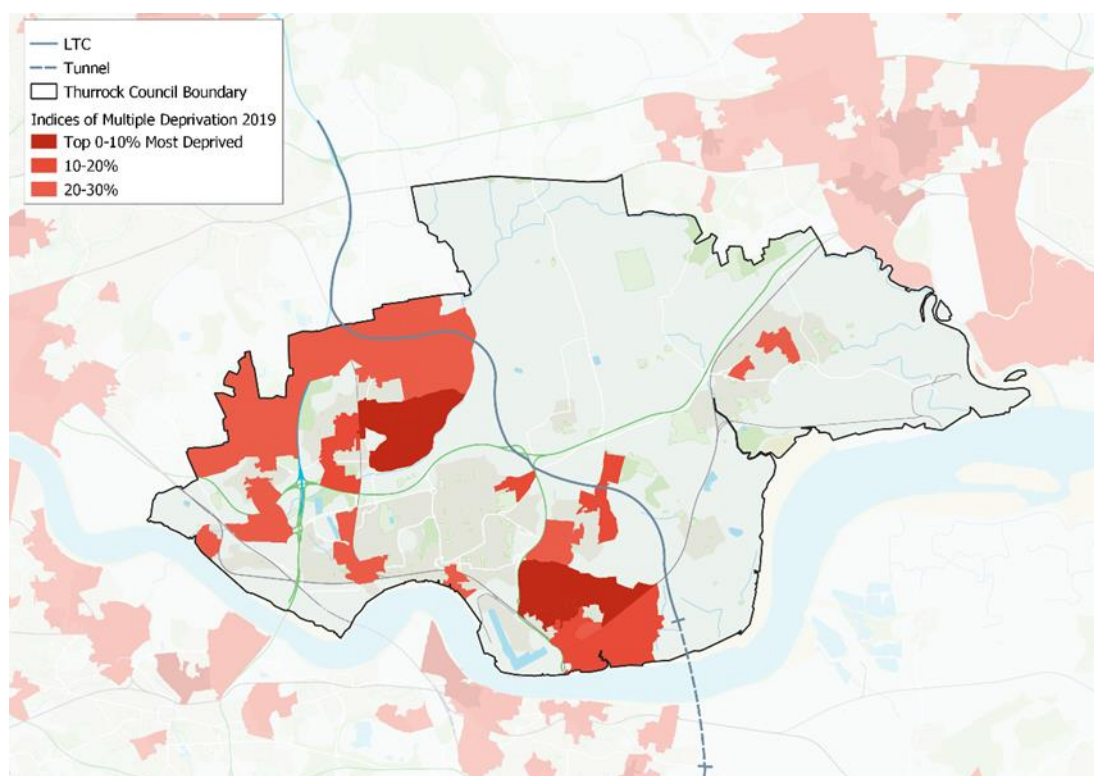 LTC
Tunnel
Thurrock Council Boundary
Indices of Multiple Deprivation 2019
Top 0-10% Most Deprived
10-20%
20-30%